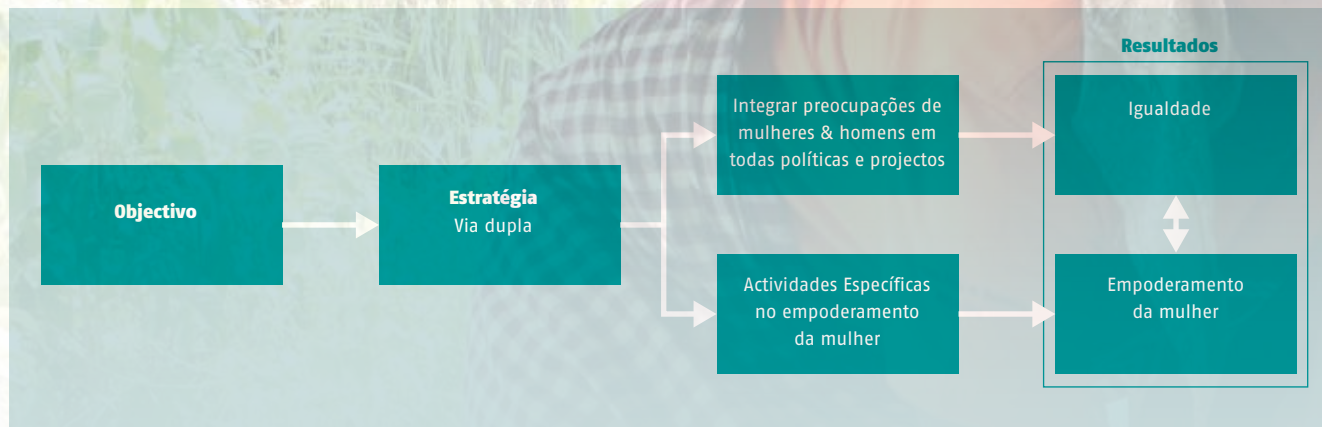 Objectivo
Estratégia
Via dupla
Integrar preocupações de
mulheres & homens em
todas políticas e projectos
Actividades Específicas
no empoderamento
da mulher
Resultados
Igualdade
Empoderamento
da mulher